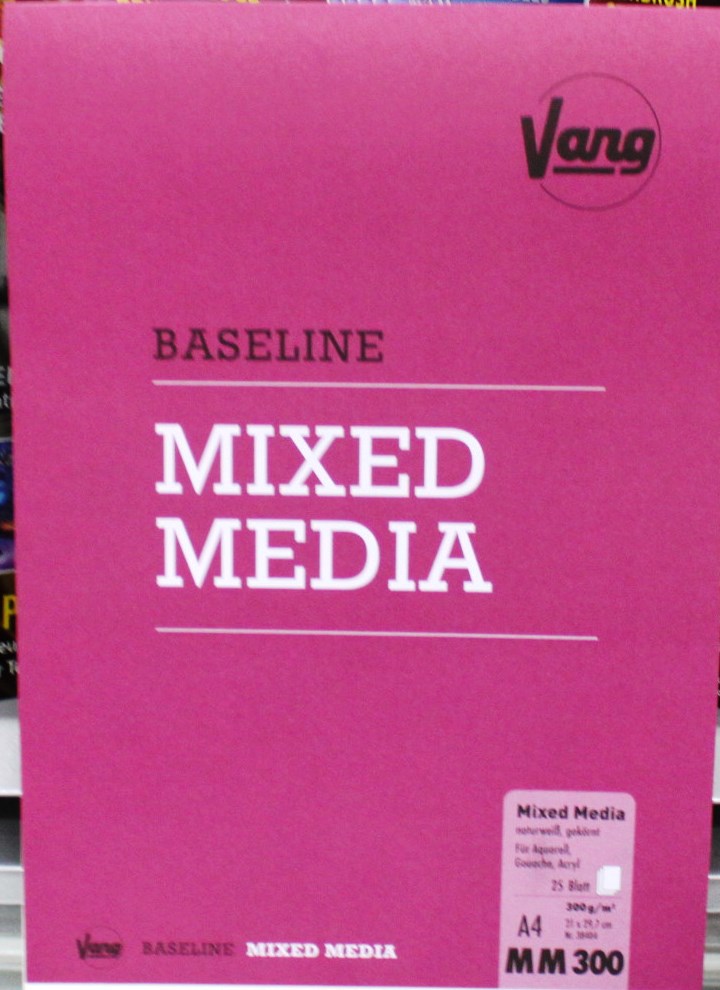 Vang
BASELINE
MIXED
MEDIA
Mixed Media
naturweiß, gekörnt
Für Aquarell,
Gouache, Acryl
25 Blatt
300g/m²
A4
21 x 29,7 cm
MM 300
Vang BASELINE MIXED MEDIA